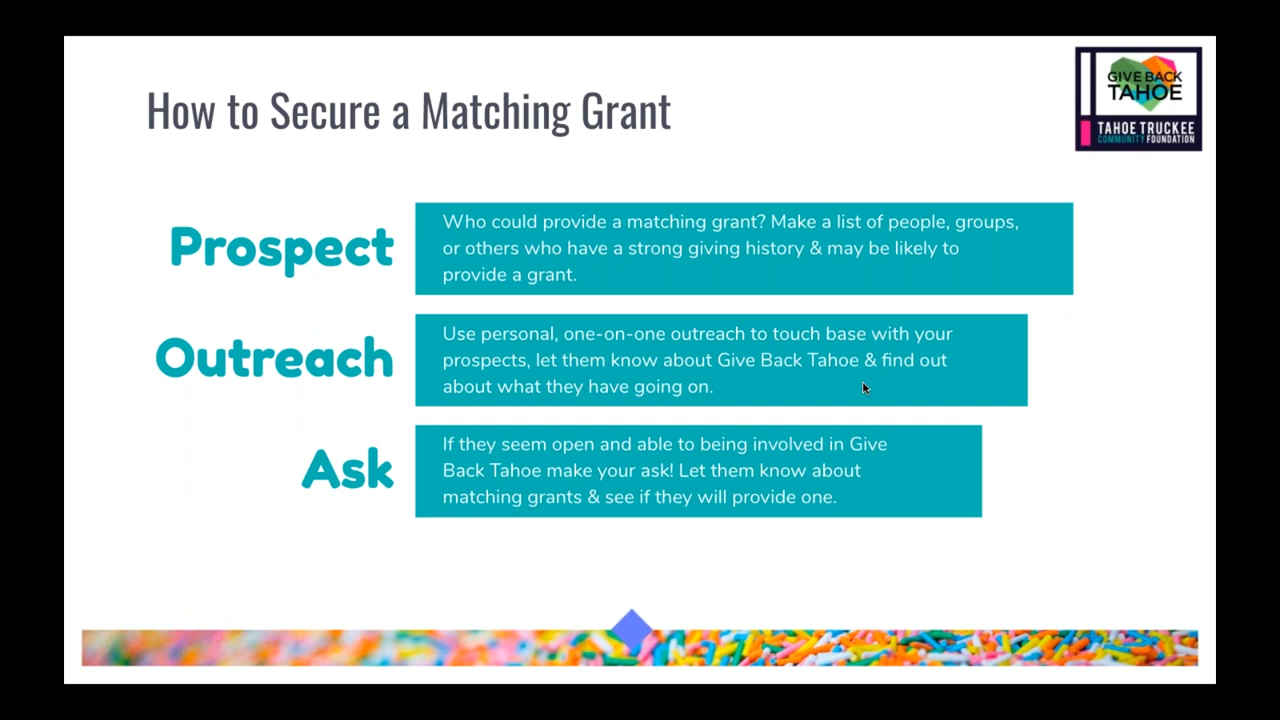 GIVE BACK
TAHOE
TAHOE TRUCKEE
COMMUNITY FOUNDATION
How to Secure a Matching Grant
Prospect
Who could provide a matching grant? Make a list of people, groups,
or others who have a strong giving history & may be likely to
provide a grant.
Outreach
Use personal, one-on-one outreach to touch base with your
prospects, let them know about Give Back Tahoe & find out
about what they have going on.
Ask
If they seem open and able to being involved in Give
Back Tahoe make your ask! Let them know about
matching grants & see if they will provide one.